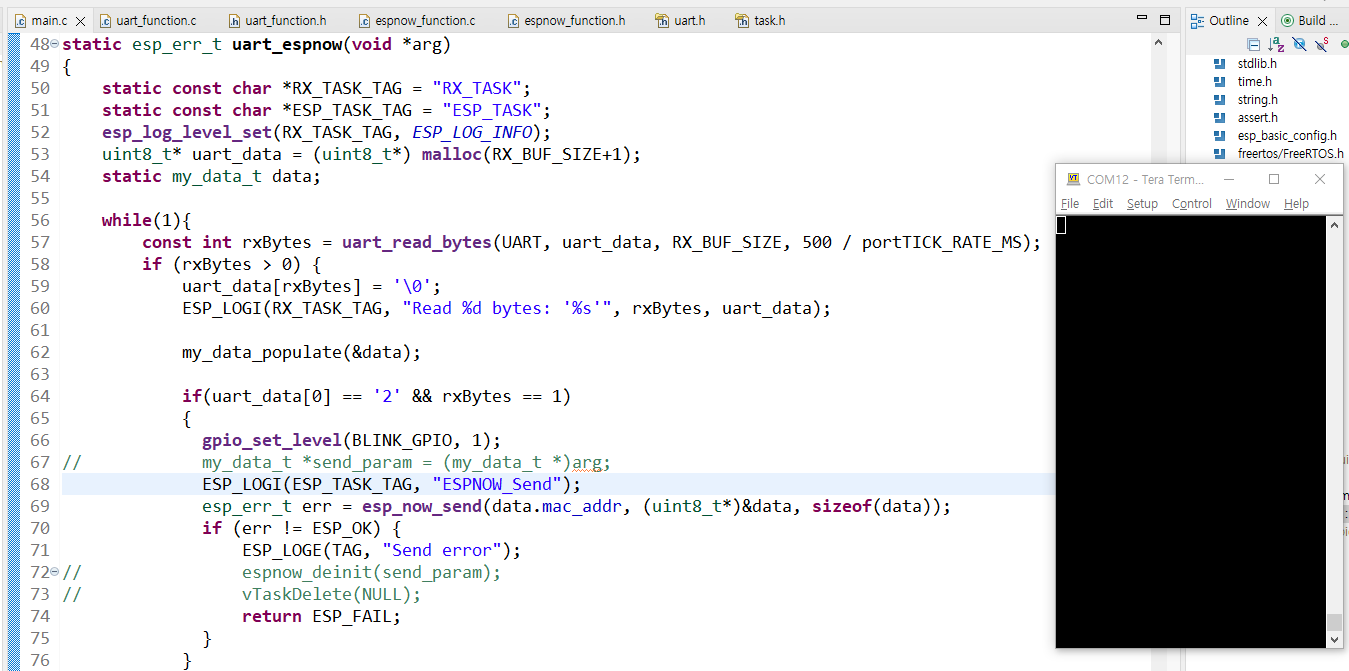 main.c uart_function.c uart_function.h espnow_function.c espnow_function.h uart.h task.h
Outline Build ...
48 static esp_err_t uart_espnow(void *arg)
49 {
50 static const char *RX_TASK_TAG = "RX_TASK";
51 static const char *ESP_TASK_TAG = "ESP_TASK";
52 esp_log_level_set(RX_TASK_TAG, ESP_LOG_INFO);
53 uint8_t* uart_data = (uint8_t*) malloc(RX_BUF_SIZE+1);
54 static my_data_t data;
55
56 while(1){
57 const int rxBytes = uart_read_bytes(UART, uart_data, RX_BUF_SIZE, 500 / portTICK_RATE_MS);
58 if (rxBytes > 0) {
59 uart_data[rxBytes] = '\0';
60 ESP_LOGI(RX_TASK_TAG, "Read %d bytes: '%s'", rxBytes, uart_data);
61
62 my_data_populate(&data);
63
64 if(uart_data[0] == '2' && rxBytes == 1)
65 {
66 gpio_set_level(BLINK_GPIO, 1);
67 // my_data_t *send_param = (my_data_t *)arg;
68 ESP_LOGI(ESP_TASK_TAG, "ESPNOW_Send");
69 esp_err_t err = esp_now_send(data.mac_addr, (uint8_t*)&data, sizeof(data));
70 if (err != ESP_OK) {
71 ESP_LOGE(TAG, "Send error");
72 // espnow_deinit(send_param);
73 // vTaskDelete(NULL);
74 return ESP_FAIL;
75 }
76 }
stdlib.h
time.h
string.h
assert.h
esp_basic_config.h
freertos/FreeRTOS.h
COM12 - Tera Term...
File Edit Setup Control Window Help